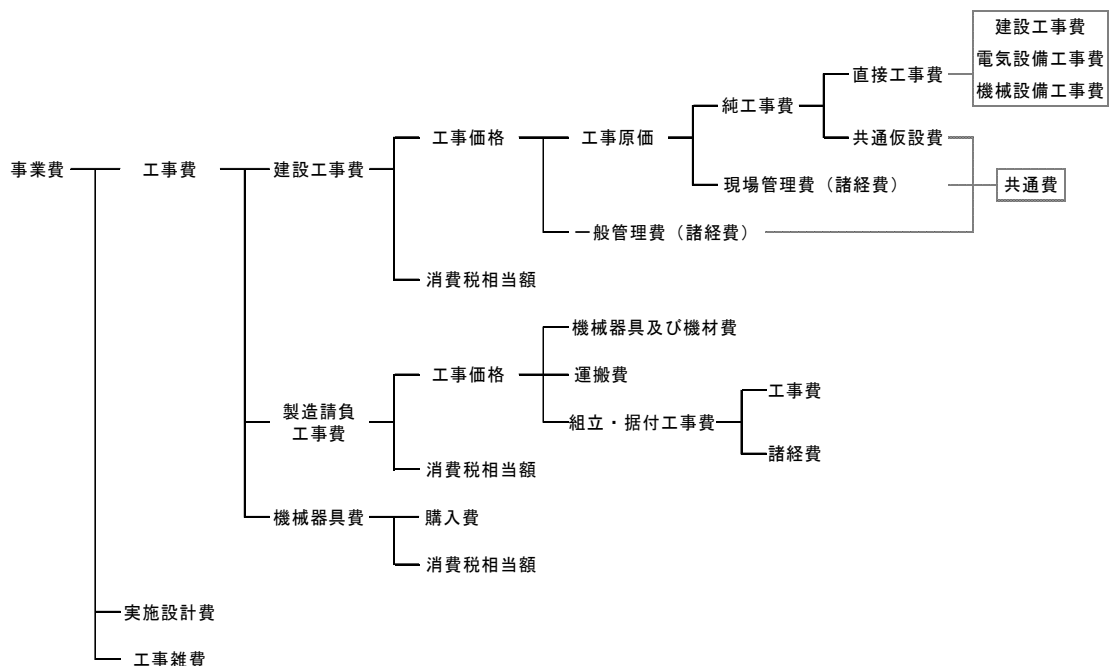 建設工事費
電気設備工事費
機械設備工事費
直接工事費
純工事費
共通仮設費
工事価格
工事原価
事業費
工事費
建設工事費
現場管理費（諸経費）
共通費
一般管理費（諸経費）
消費税相当額
機械器具及び機材費
工事価格
運搬費
工事費
製造請負
工事費
組立・据付工事費
諸経費
消費税相当額
機械器具費
購入費
消費税相当額
実施設計費
工事雑費